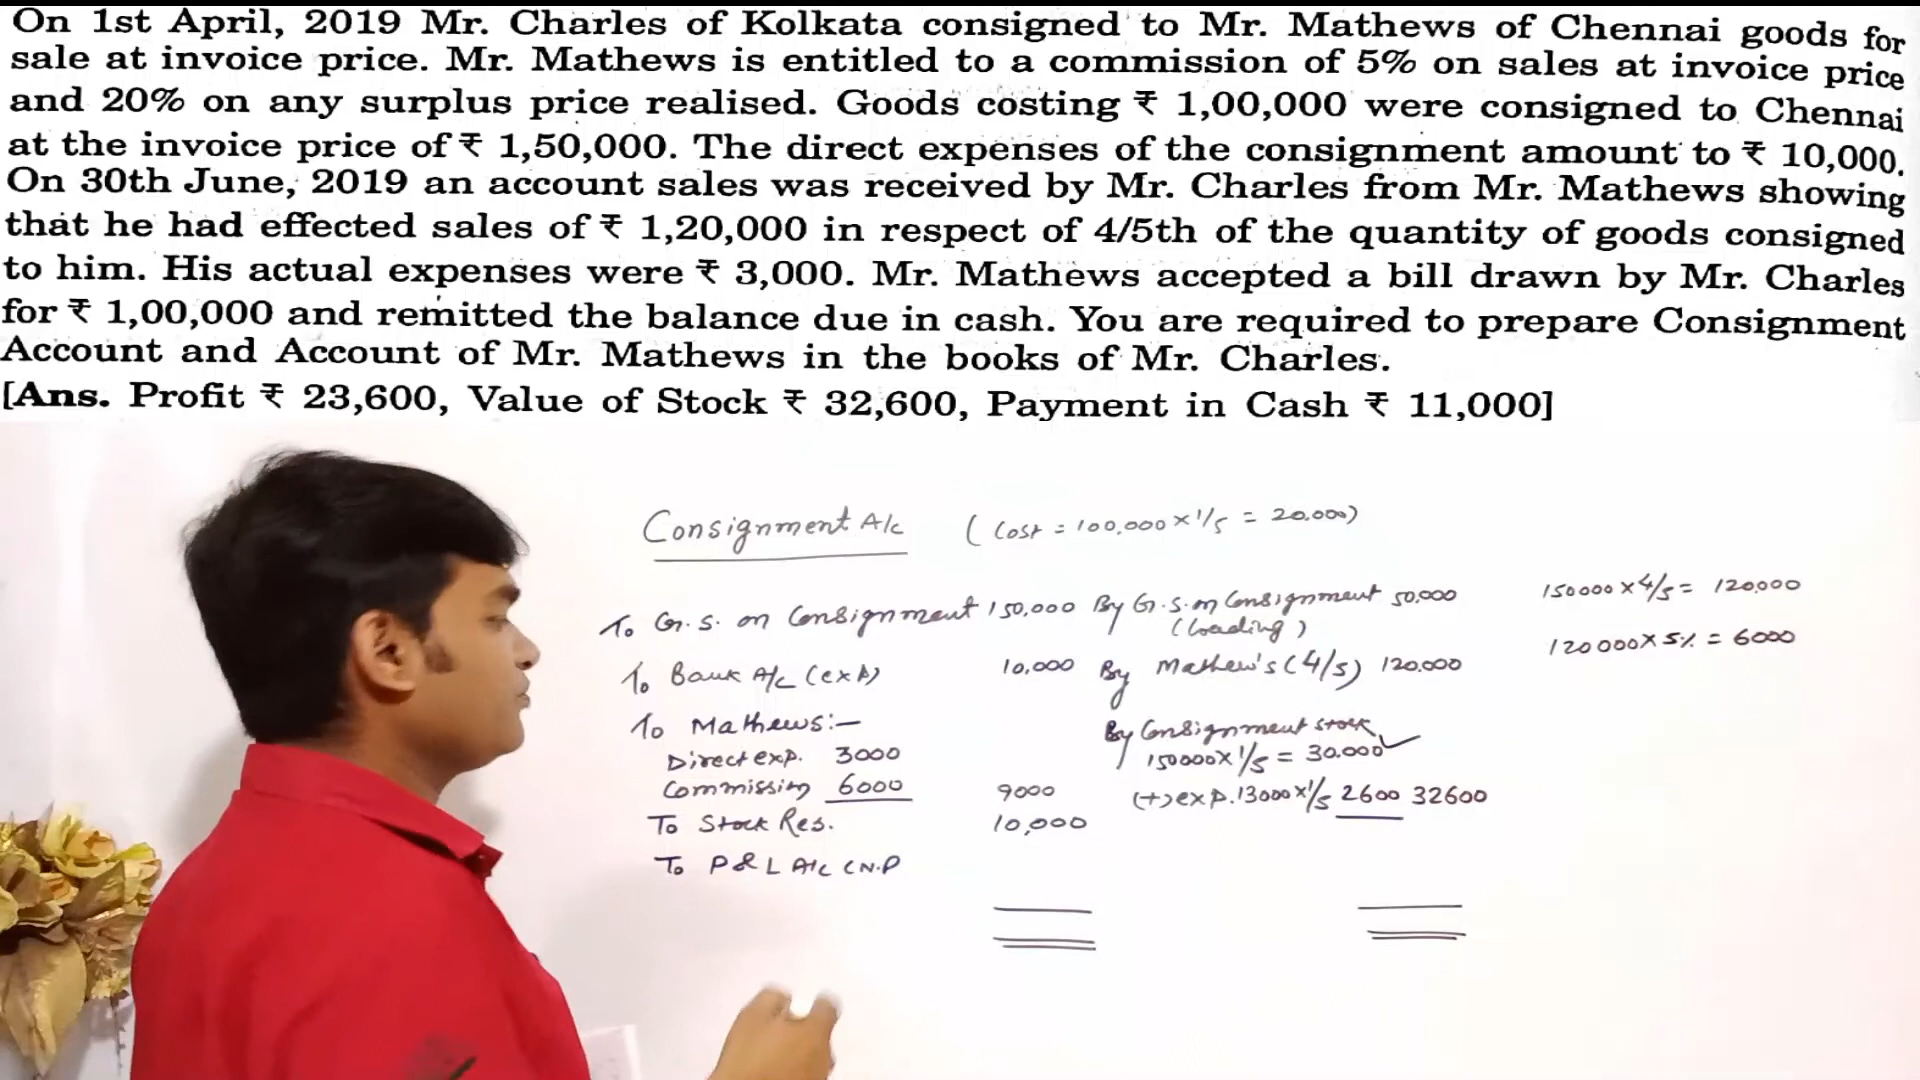 On 1st April, 2019 Mr. Charles of Kolkata consigned to Mr. Mathews of Chennai goods for
sale at invoice price. Mr. Mathews is entitled to a commission of 5% on sales at invoice price
and 20% on any surplus price realised. Goods costing ₹ 1,00,000 were consigned to Chennai
at the invoice price of ₹ 1,50,000. The direct expenses of the consignment amount to ₹ 10,000.
On 30th June, 2019 an account sales was received by Mr. Charles from Mr. Mathews showing
that he had effected sales of ₹ 1,20,000 in respect of 4/5th of the quantity of goods consigned
to him. His actual expenses were ₹ 3,000. Mr. Mathews accepted a bill drawn by Mr. Charles
for ₹ 1,00,000 and remitted the balance due in cash. You are required to prepare Consignment
Account and Account of Mr. Mathews in the books of Mr. Charles.
[Ans. Profit ₹ 23,600, Value of Stock ₹ 32,600, Payment in Cash ₹ 11,000]
Consignment A/c (Cost = 100,000 × 1/5 = 20,000)
To G.S. on Consignment 150,000 By G.S. on Consignment 50,000
(Loading)
150000 × 4/5 = 120,000
To Bank A/c (exp) 10,000 By Mathew's (4/5) 120.000
120000 × 5% = 6000
To Mathews:-
By Consignment stock
Direct exp. 3000
150000 × 1/5 = 30.000 ✓
Commission 6000 9000 (+) exp. 13000 × 1/5 2600 32600
To Stock Res. 10,000
To P & L A/c (N.P